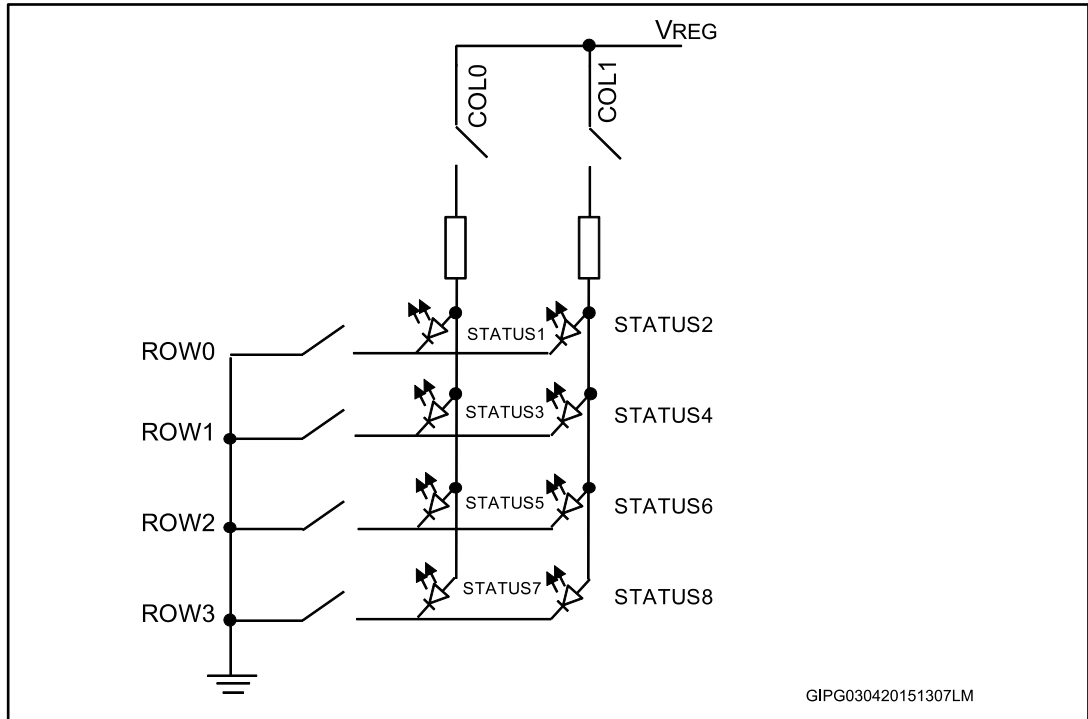 VREG
COL0
COL1
STATUS1
STATUS2
ROW0
STATUS3
STATUS4
ROW1
STATUS5
STATUS6
ROW2
STATUS7
STATUS8
ROW3
GIPG030420151307LM